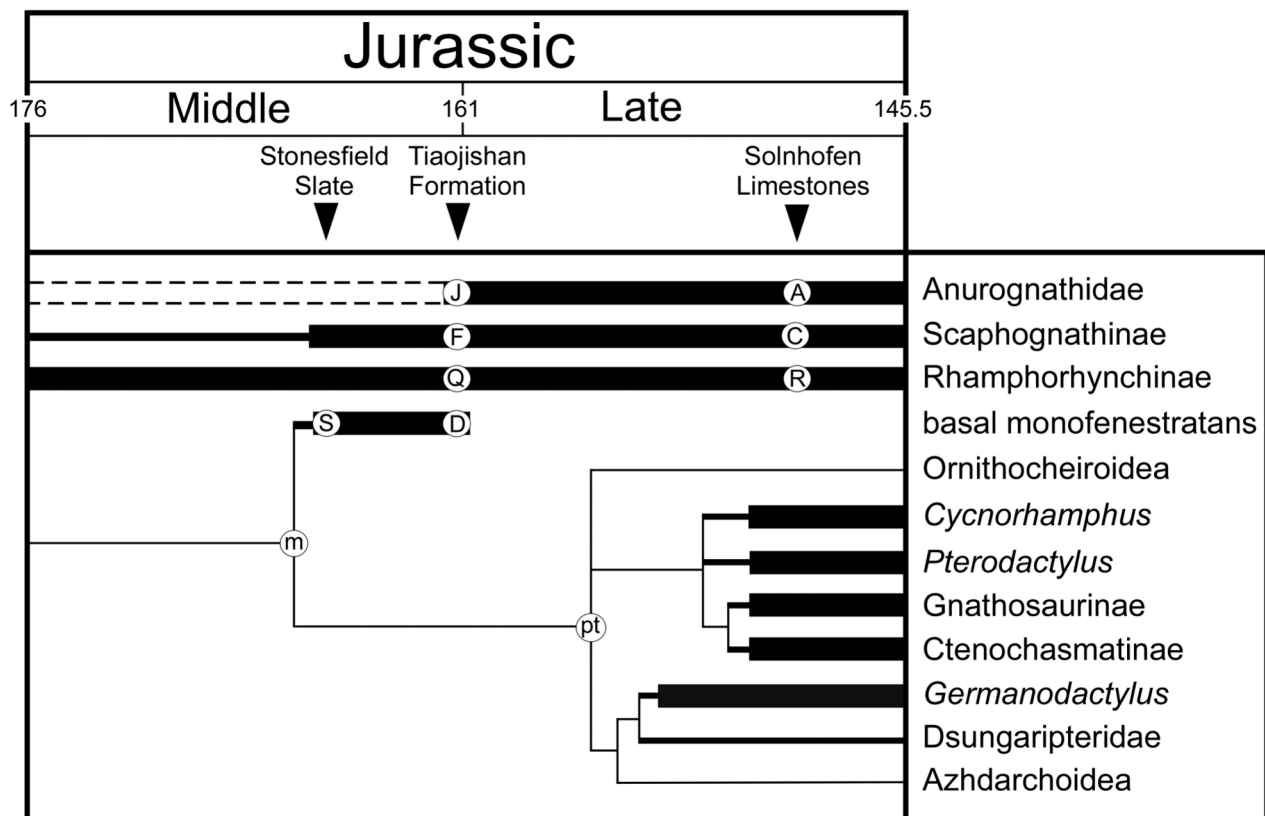 Jurassic
176 Middle 161 Late 145.5
Stonesfield Tiaojishan Solnhofen
Slate Formation Limestones
J A Anurognathidae
F C Scaphognathinae
Q R Rhamphorhynchinae
S D basal monofenestratans
Ornithocheiroidea
Cycnorhamphus
m
Pterodactylus
Gnathosaurinae
pt
Ctenochasmatinae
Germanodactylus
Dsungaripteridae
Azhdarchoidea